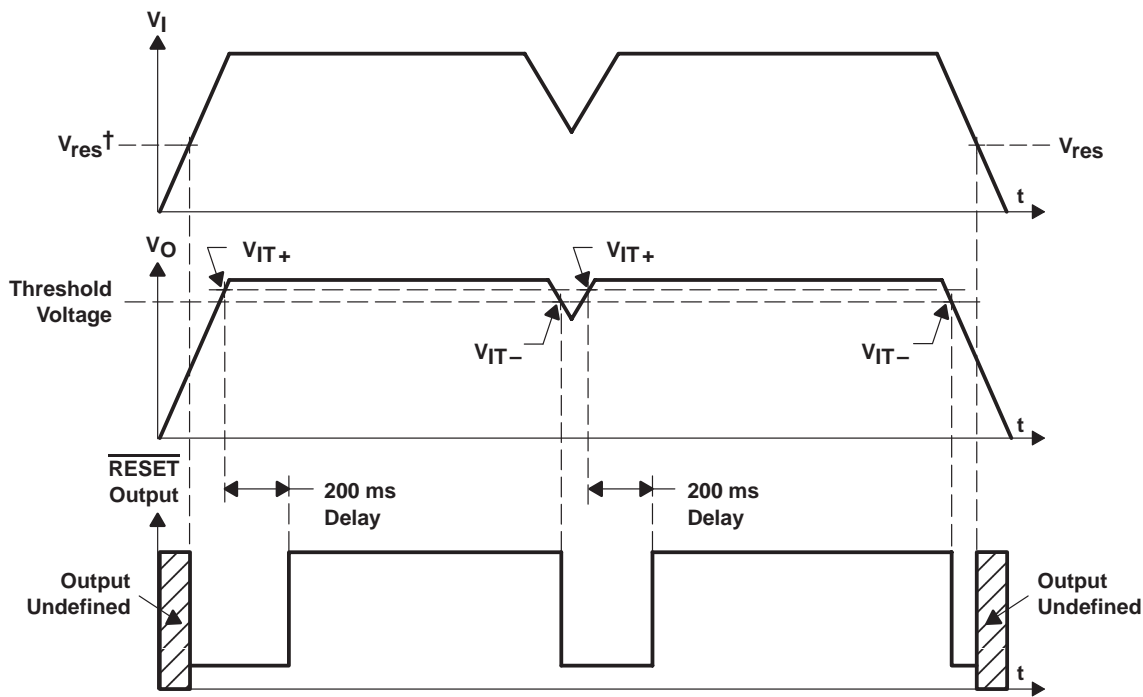 VI
Vres†
Vres
t
VO
VIT+
VIT+
Threshold
Voltage
VIT−
VIT−
t
RESET
Output
200 ms
Delay
200 ms
Delay
Output
Undefined
Output
Undefined
t